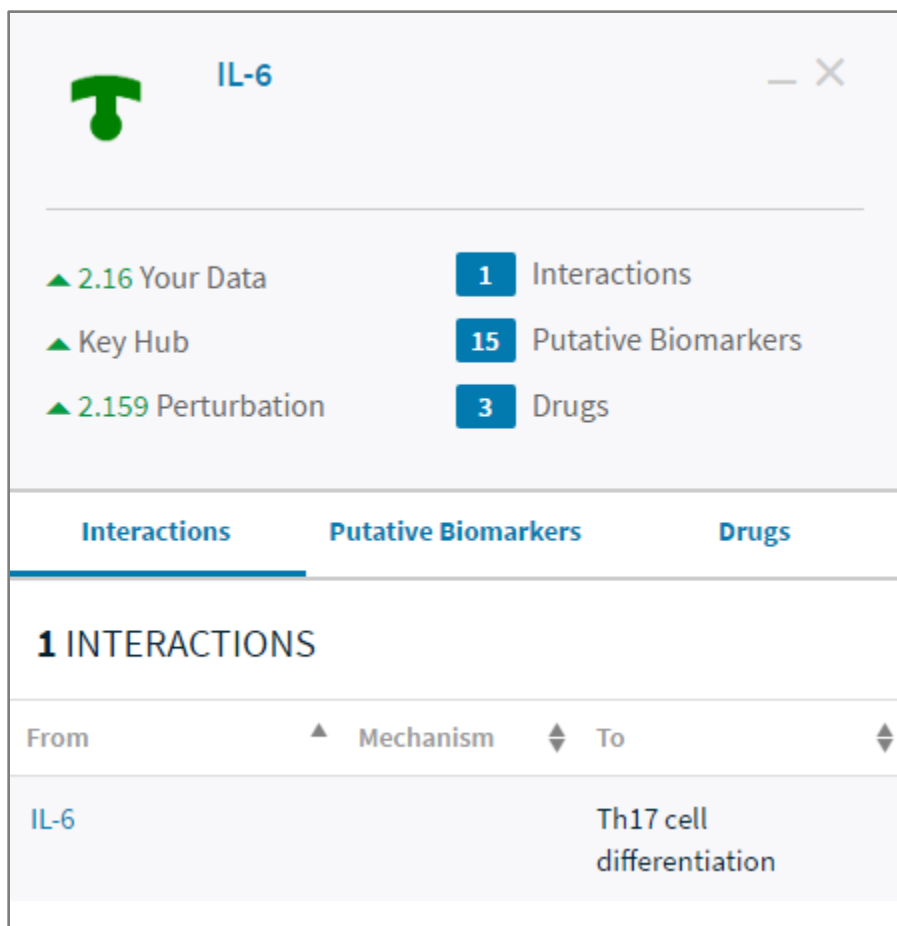 IL-6
2.16 Your Data
1 Interactions
Key Hub
15 Putative Biomarkers
2.159 Perturbation
3 Drugs
Interactions Putative Biomarkers Drugs
1 INTERACTIONS
From Mechanism To
IL-6 Th17 cell
differentiation